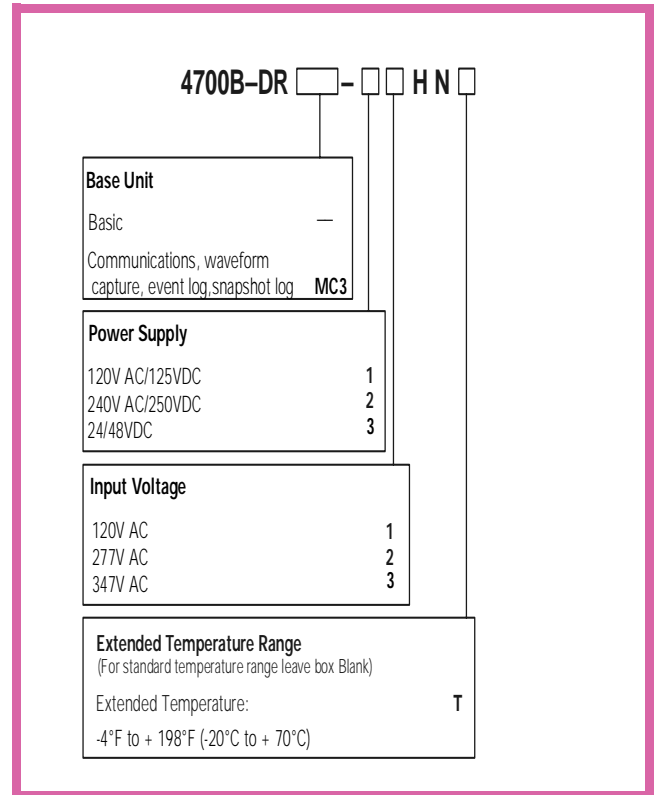 4700B–DR – H N
Base Unit
Basic —
Communications, waveform
capture, event log,snapshot log MC3
Power Supply
120V AC/125VDC 1
240V AC/250VDC 2
24/48VDC 3
Input Voltage
120V AC 1
277V AC 2
347V AC 3
Extended Temperature Range
(For standard temperature range leave box Blank)
Extended Temperature: T
-4°F to + 198°F (-20°C to + 70°C)